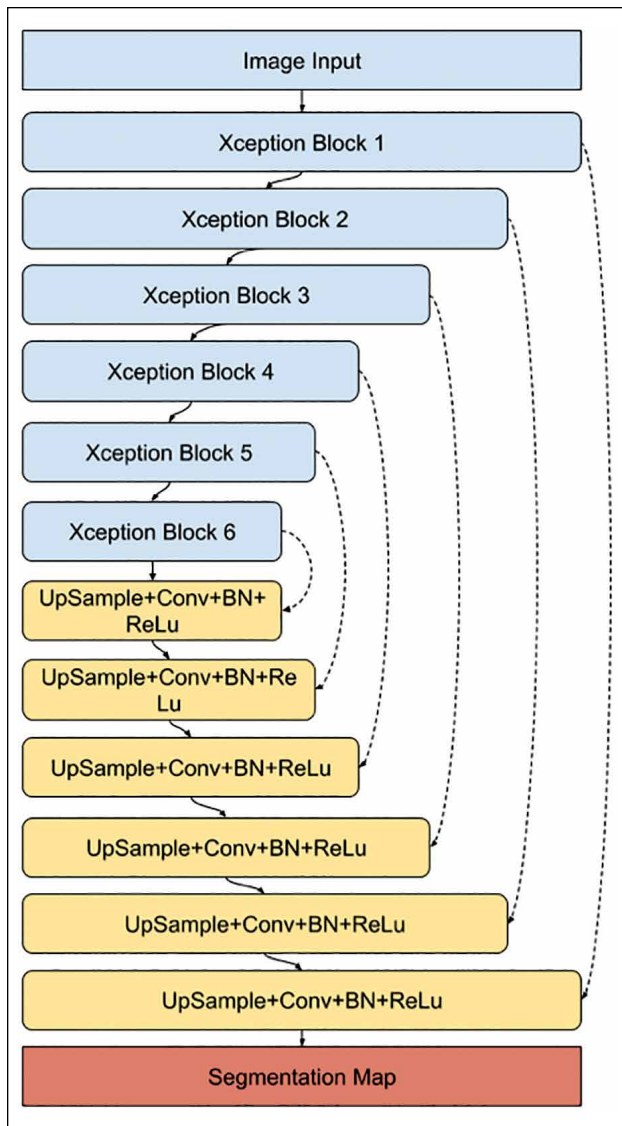 Image Input
Xception Block 1
Xception Block 2
Xception Block 3
Xception Block 4
Xception Block 5
Xception Block 6
UpSample+Conv+BN+
ReLu
UpSample+Conv+BN+Re
Lu
UpSample+Conv+BN+ReLu
UpSample+Conv+BN+ReLu
UpSample+Conv+BN+ReLu
UpSample+Conv+BN+ReLu
Segmentation Map